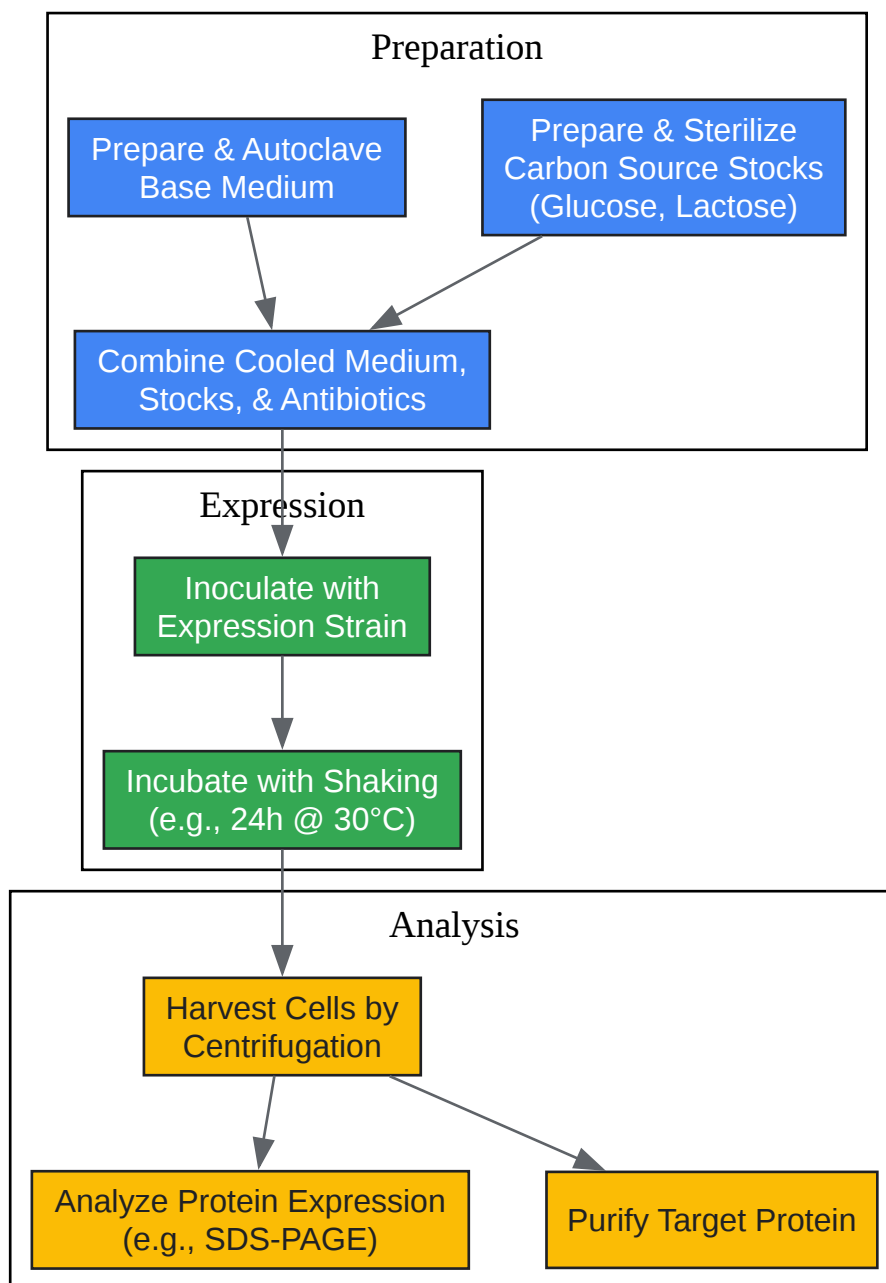 Preparation
Prepare & Autoclave
Base Medium
Prepare & Sterilize
Carbon Source Stocks
(Glucose, Lactose)
Combine Cooled Medium,
Stocks, & Antibiotics
Expression
Inoculate with
Expression Strain
Incubate with Shaking
(e.g., 24h @ 30°C)
Analysis
Harvest Cells by
Centrifugation
Analyze Protein Expression
(e.g., SDS-PAGE)
Purify Target Protein